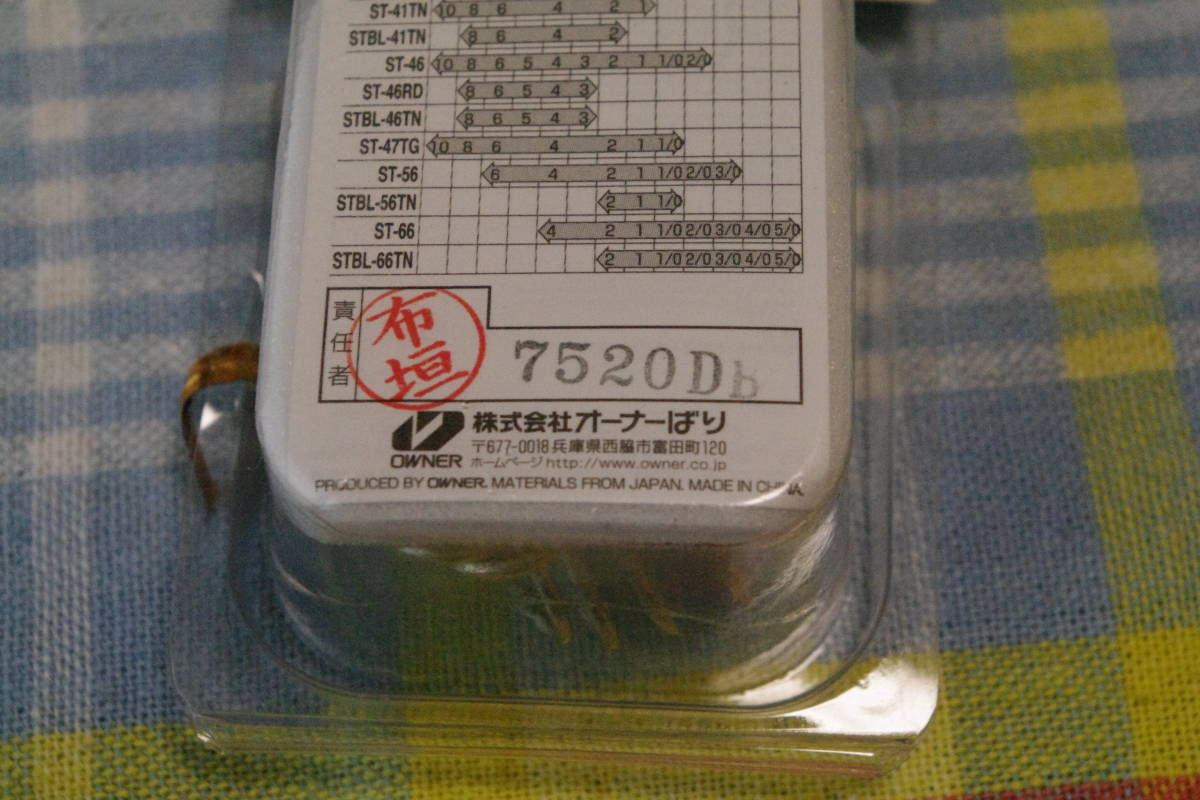 ST-41TN 10 8 6 4 2 1
STBL-41TN 8 6 4 2
ST-46 10 8 6 5 4 3 2 1 1/0 2/0
ST-46RD 8 6 5 4 3
STBL-46TN 8 6 5 4 3
ST-47TG 10 8 6 4 2 1 1/0
ST-56 6 4 2 1 1/0 2/0 3/0
STBL-56TN 2 1 1/0
ST-66 4 2 1 1/0 2/0 3/0 4/0 5/0
STBL-66TN 2 1 1/0 2/0 3/0 4/0 5/0
責任者 布垣 7520Db
株式会社オーナーばり
〒677-0018 兵庫県西脇市富田町120
OWNER ホームページ http://www.owner.co.jp
PRODUCED BY OWNER. MATERIALS FROM JAPAN. MADE IN CHINA.